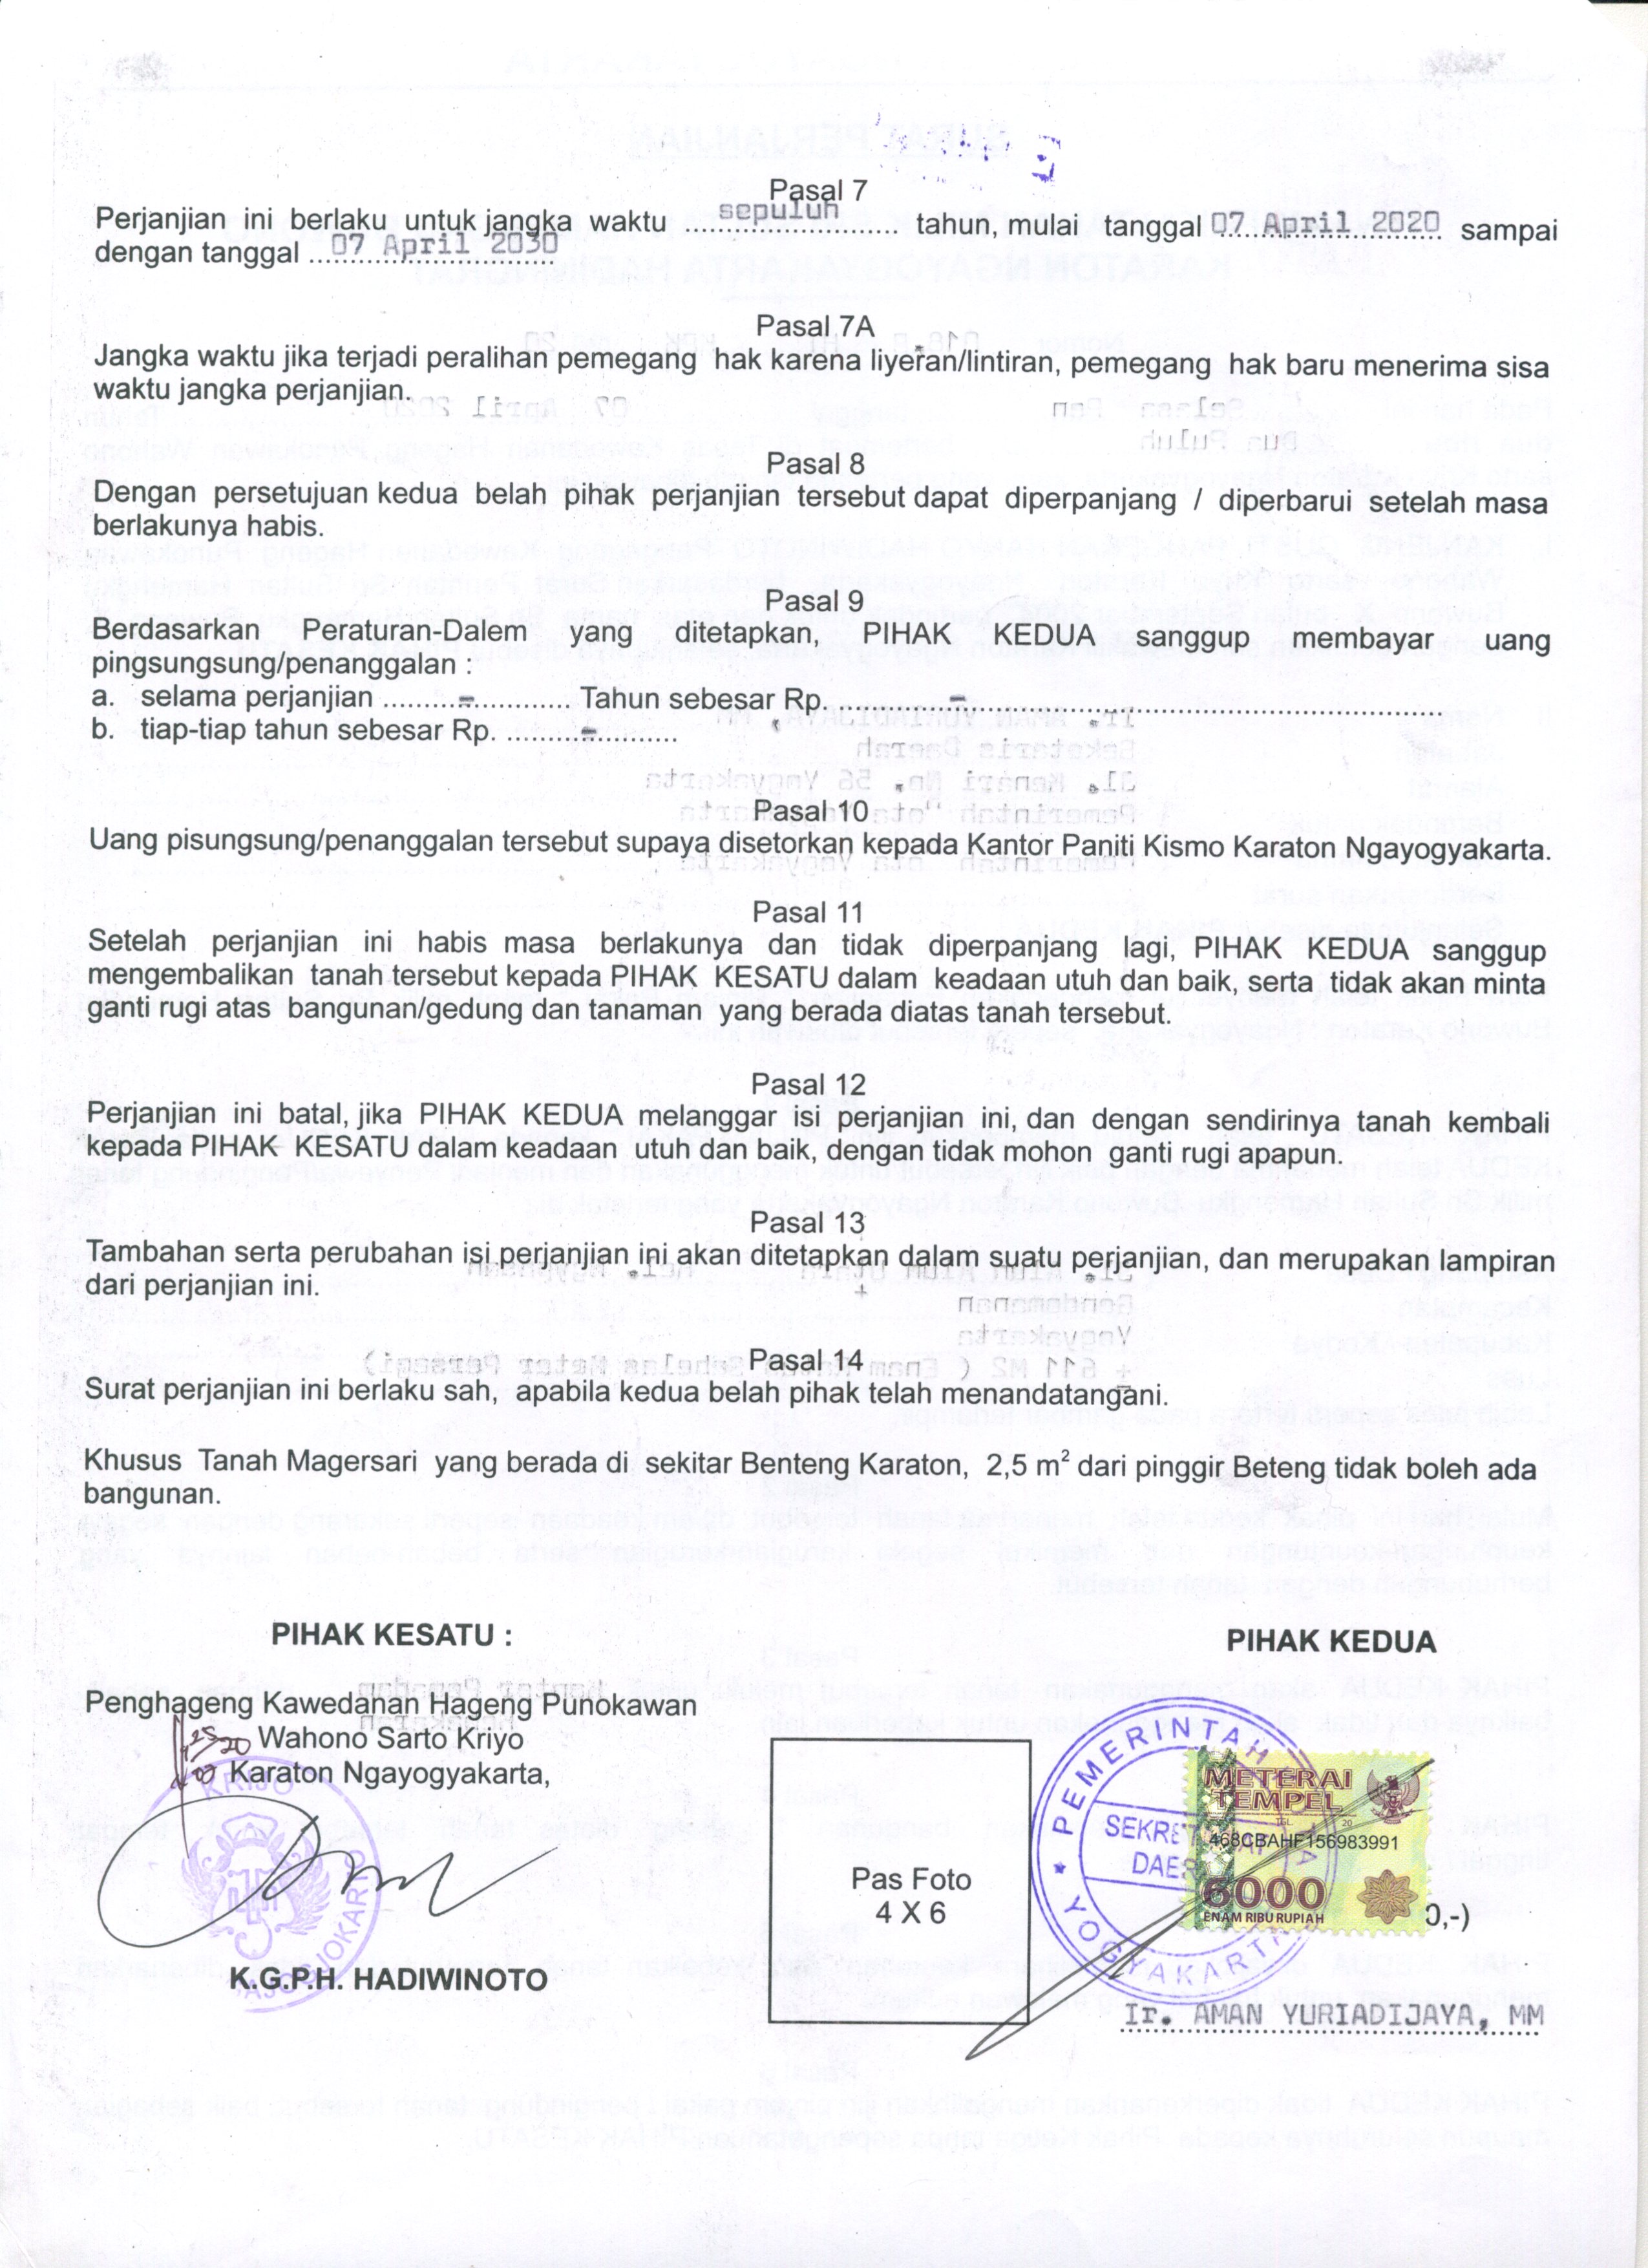 Pasal 7
Perjanjian ini berlaku untuk jangka waktu ....sepuluh.... tahun, mulai tanggal 07 April 2020 sampai
dengan tanggal .. 07 April 2030
Pasal 7A
Jangka waktu jika terjadi peralihan pemegang hak karena liyeran/lintiran, pemegang hak baru menerima sisa
waktu jangka perjanjian.
Pasal 8
Dengan persetujuan kedua belah pihak perjanjian tersebut dapat diperpanjang / diperbarui setelah masa
berlakunya habis.
Pasal 9
Berdasarkan Peraturan-Dalem yang ditetapkan, PIHAK KEDUA sanggup membayar uang
pingsungsung/penanggalan :
a. selama perjanjian .........-............ Tahun sebesar Rp. ............-............
b. tiap-tiap tahun sebesar Rp. .........-.........
Pasal 10
Uang pisungsung/penanggalan tersebut supaya disetorkan kepada Kantor Paniti Kismo Karaton Ngayogyakarta.
Pasal 11
Setelah perjanjian ini habis masa berlakunya dan tidak diperpanjang lagi, PIHAK KEDUA sanggup
mengembalikan tanah tersebut kepada PIHAK KESATU dalam keadaan utuh dan baik, serta tidak akan minta
ganti rugi atas bangunan/gedung dan tanaman yang berada diatas tanah tersebut.
Pasal 12
Perjanjian ini batal, jika PIHAK KEDUA melanggar isi perjanjian ini, dan dengan sendirinya tanah kembali
kepada PIHAK KESATU dalam keadaan utuh dan baik, dengan tidak mohon ganti rugi apapun.
Pasal 13
Tambahan serta perubahan isi perjanjian ini akan ditetapkan dalam suatu perjanjian, dan merupakan lampiran
dari perjanjian ini.
Pasal 14
Surat perjanjian ini berlaku sah, apabila kedua belah pihak telah menandatangani.
Khusus Tanah Magersari yang berada di sekitar Benteng Karaton, 2,5 m² dari pinggir Beteng tidak boleh ada
bangunan.
PIHAK KESATU :
PIHAK KEDUA
Penghageng Kawedanan Hageng Punokawan
Wahono Sarto Kriyo
Karaton Ngayogyakarta,
KRIJO
K.G.P.H. HADIWINOTO
Pas Foto
4 X 6
PEMERINTAH
YOGYAKARTA
SEKRET
DAER
METERAI
TEMPEL
TGL. 20
468CBAHF156983991
6000
ENAM RIBU RUPIAH
0,-)
Ir. AMAN YURIADIJAYA, MM